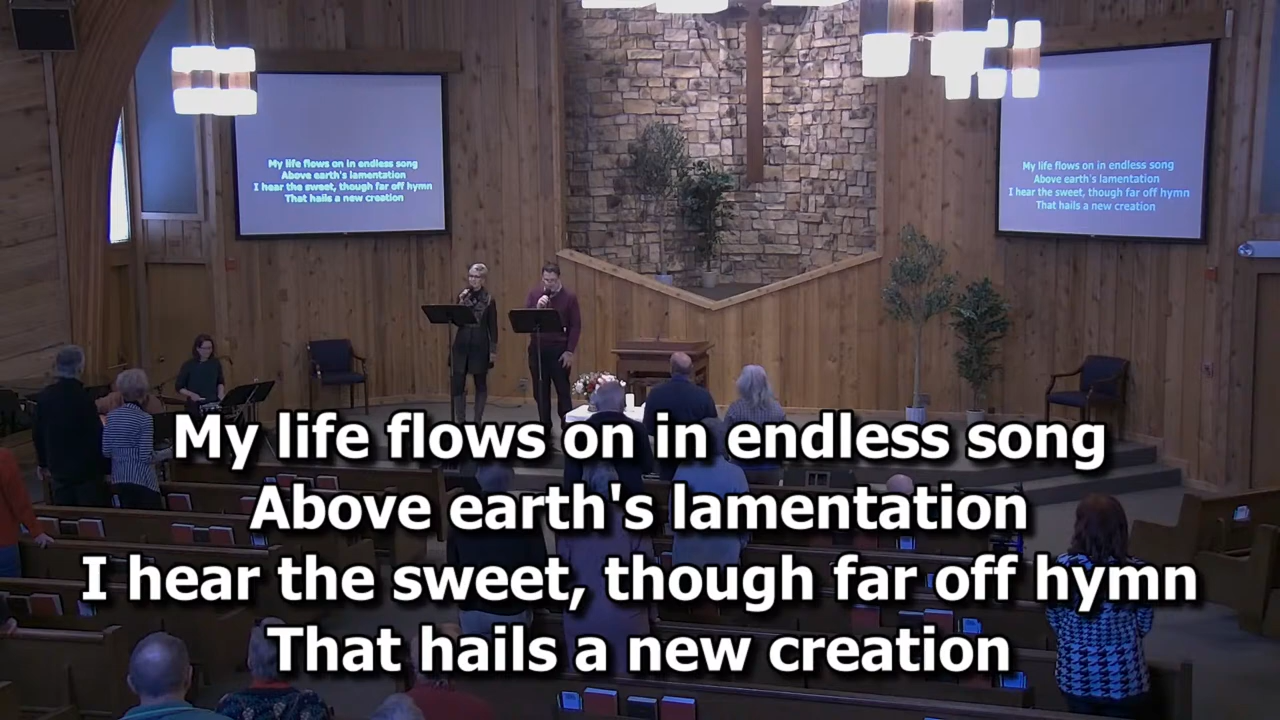 My life flows on in endless song
Above earth's lamentation
I hear the sweet, though far off hymn
That hails a new creation
My life flows on in endless song
Above earth's lamentation
I hear the sweet, though far off hymn
That hails a new creation
My life flows on in endless song
Above earth's lamentation
I hear the sweet, though far off hymn
That hails a new creation